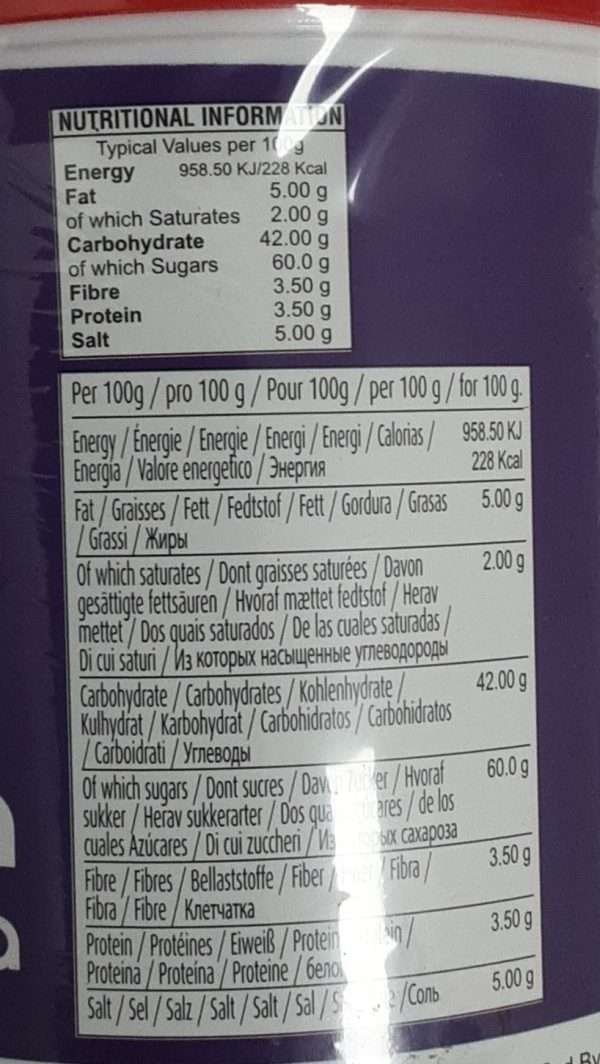 NUTRITIONAL INFORMATION
Typical Values per 100g
Energy 958.50 KJ/228 Kcal
Fat 5.00 g
of which Saturates 2.00 g
Carbohydrate 42.00 g
of which Sugars 60.0 g
Fibre 3.50 g
Protein 3.50 g
Salt 5.00 g
Per 100g / pro 100 g / Pour 100g / per 100 g / for 100 g.
Energy / Énergie / Energie / Energi / Energi / Calorias / 958.50 KJ
Energía / Valore energetico / Энергия 228 Kcal
Fat / Graisses / Fett / Fedtstof / Fett / Gordura / Grasas 5.00 g
/ Grassi / Жиры
Of which saturates / Dont graisses saturées / Davon 2.00 g
gesättigte fettsäuren / Hvoraf mættet fedtstof / Herav
mettet / Dos quais saturados / De las cuales saturadas /
Di cui saturi / Из которых насыщенные углеводороды
Carbohydrate / Carbohydrates / Kohlenhydrate / 42.00 g
Kulhydrat / Karbohydrat / Carbohidratos / Carbohidratos
/ Carboidrati / Углеводы
Of which sugars / Dont sucres / / Hvoraf 60.0 g
sukker / Herav sukkerarter / Dos / de los
cuales Azúcares / Di cui zuccheri / сахароза
Fibre / Fibres / Bellaststoffe / Fiber / / Fibra / 3.50 g
Fibra / Fibre / Клетчатка
Protein / Protéines / Eiweiß / Protein / 3.50 g
Proteina / Proteína / Proteine /
Salt / Sel / Salz / Salt / Salt / Sal / /Соль 5.00 g
By